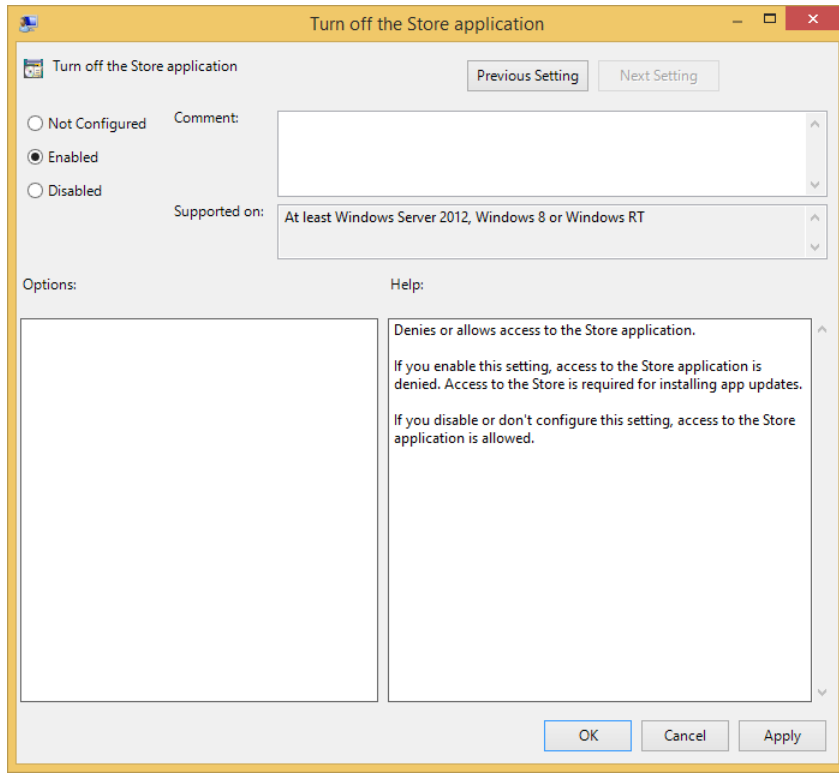 Turn off the Store application
Turn off the Store application
Previous Setting
Next Setting
Not Configured
Comment:
Enabled
Disabled
Supported on:
At least Windows Server 2012, Windows 8 or Windows RT
Options:
Help:
Denies or allows access to the Store application.
If you enable this setting, access to the Store application is
denied. Access to the Store is required for installing app updates.
If you disable or don't configure this setting, access to the Store
application is allowed.
OK
Cancel
Apply